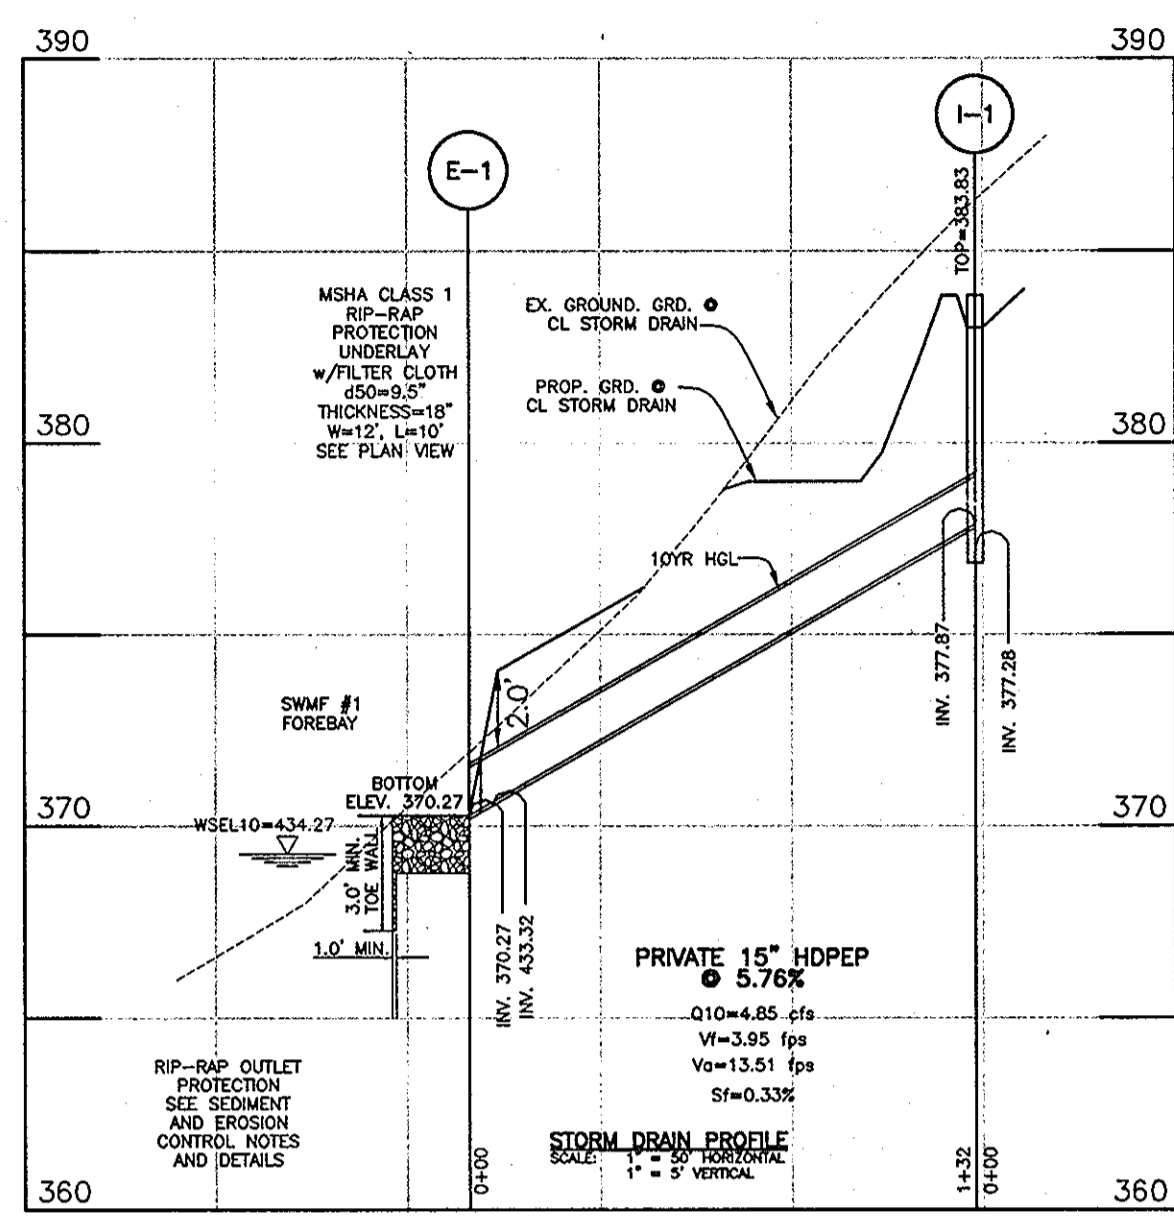 390
390
E-1
I-1
TOP=383.83
MSHA CLASS 1
RIP-RAP
PROTECTION
UNDERLAY
w/FILTER CLOTH
d50=9.5"
THICKNESS=18"
W=12', L=10'
SEE PLAN VIEW
EX. GROUND. GRD. @
CL STORM DRAIN
PROP. GRD. @
CL STORM DRAIN
380
380
10YR HGL
INV. 377.87
INV. 377.28
2.0'
SWMF #1
FOREBAY
BOTTOM
ELEV. 370.27
370
370
WSEL10=434.27
3.0' MIN.
TOE WALL
1.0' MIN.
INV. 370.27
INV. 433.32
PRIVATE 15" HDPEP
@ 5.76%
Q10=4.85 cfs
Vf=3.95 fps
Va=13.51 fps
Sf=0.33%
RIP-RAP OUTLET
PROTECTION
SEE SEDIMENT
AND EROSION
CONTROL NOTES
AND DETAILS
STORM DRAIN PROFILE
SCALE: 1" = 50' HORIZONTAL
1" = 5' VERTICAL
0+00
1+32
0+00
360
360